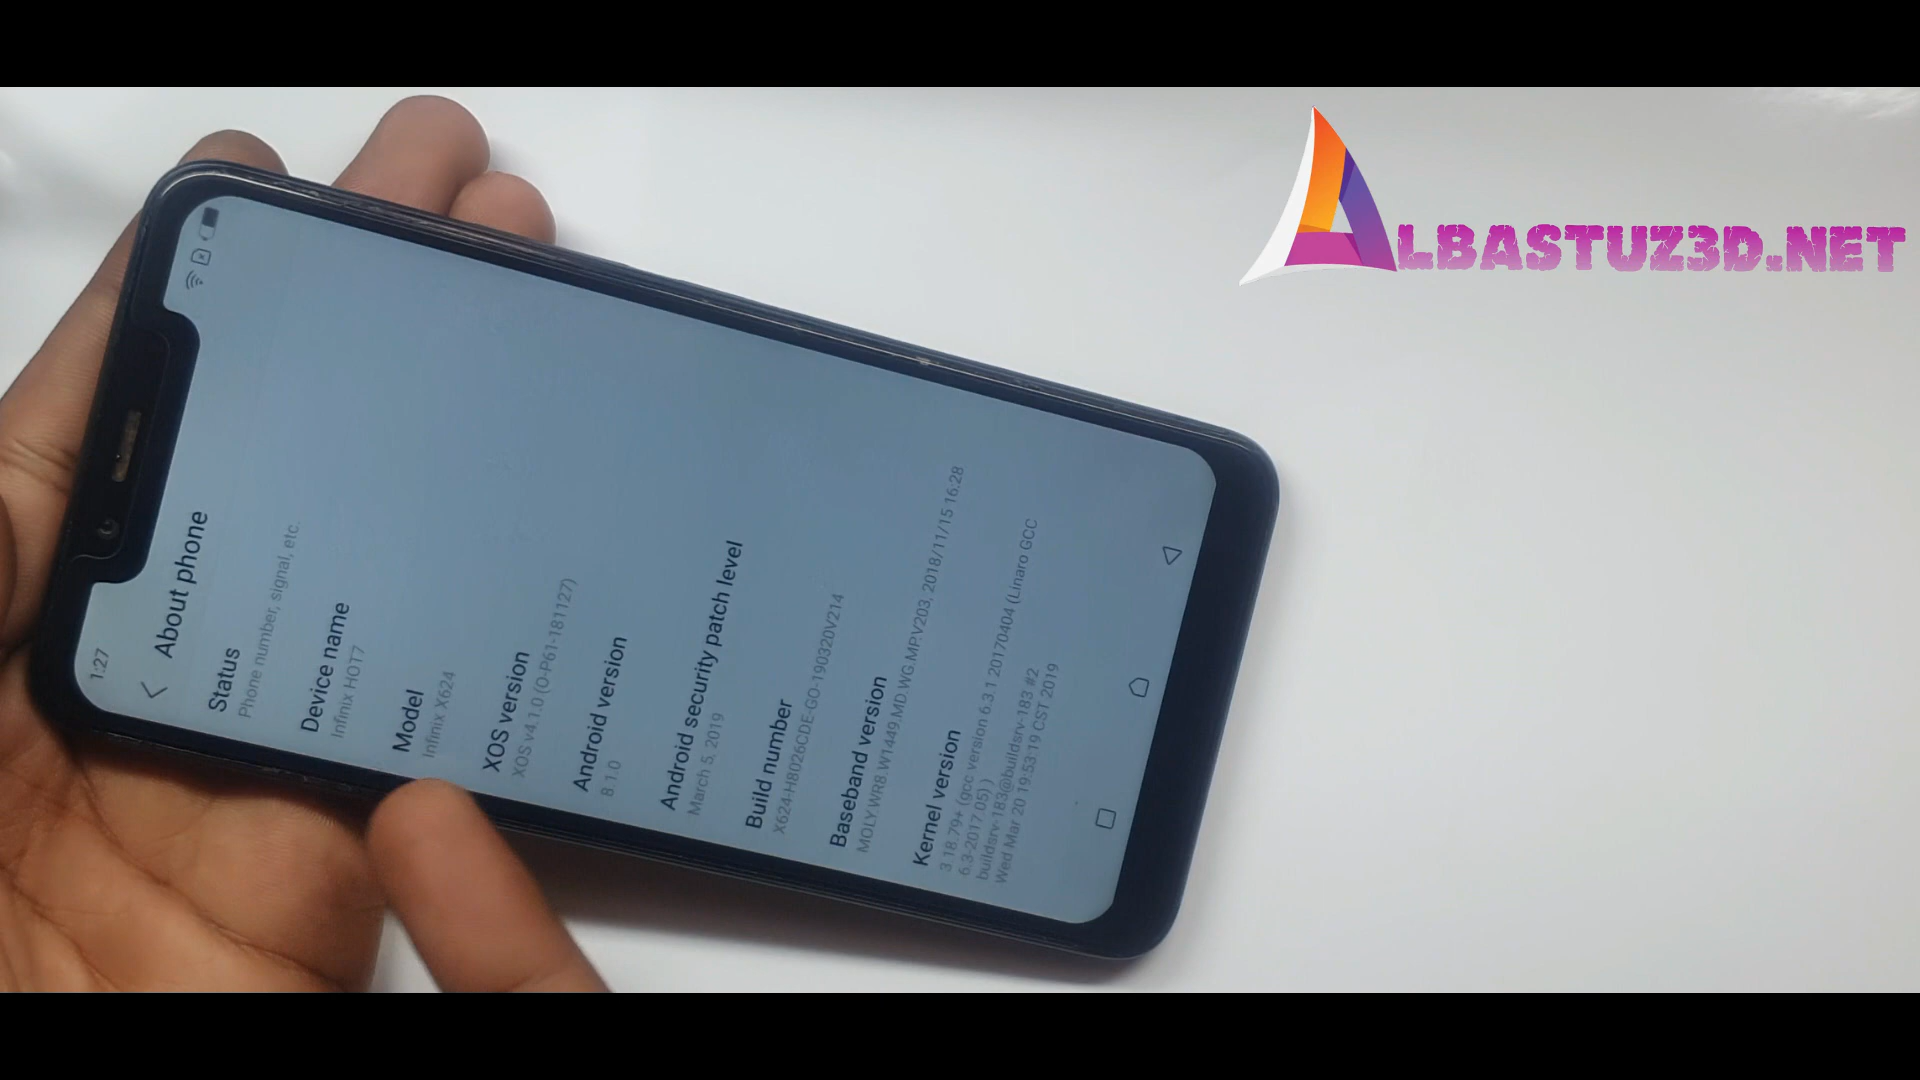 ALBASTUZ3D.NET
1:27
About phone
Status
Phone number, signal, etc.
Device name
Infinix HOT7
Model
Infinix X624
XOS version
XOS v4.1.0 (O-P61-181127)
Android version
8.1.0
Android security patch level
March 5, 2019
Build number
X624-H8026CDE-GO-190320V214
Baseband version
MOLY.WR8.W1449.MD.WG.MP.V203, 2018/11/15 16:28
Kernel version
3.18.79+ (gcc version 6.3.1 20170404 (Linaro GCC
6.3-2017.05) )
buildsrv-183@buildsrv-183 #2
Wed Mar 20 19:53:19 CST 2019